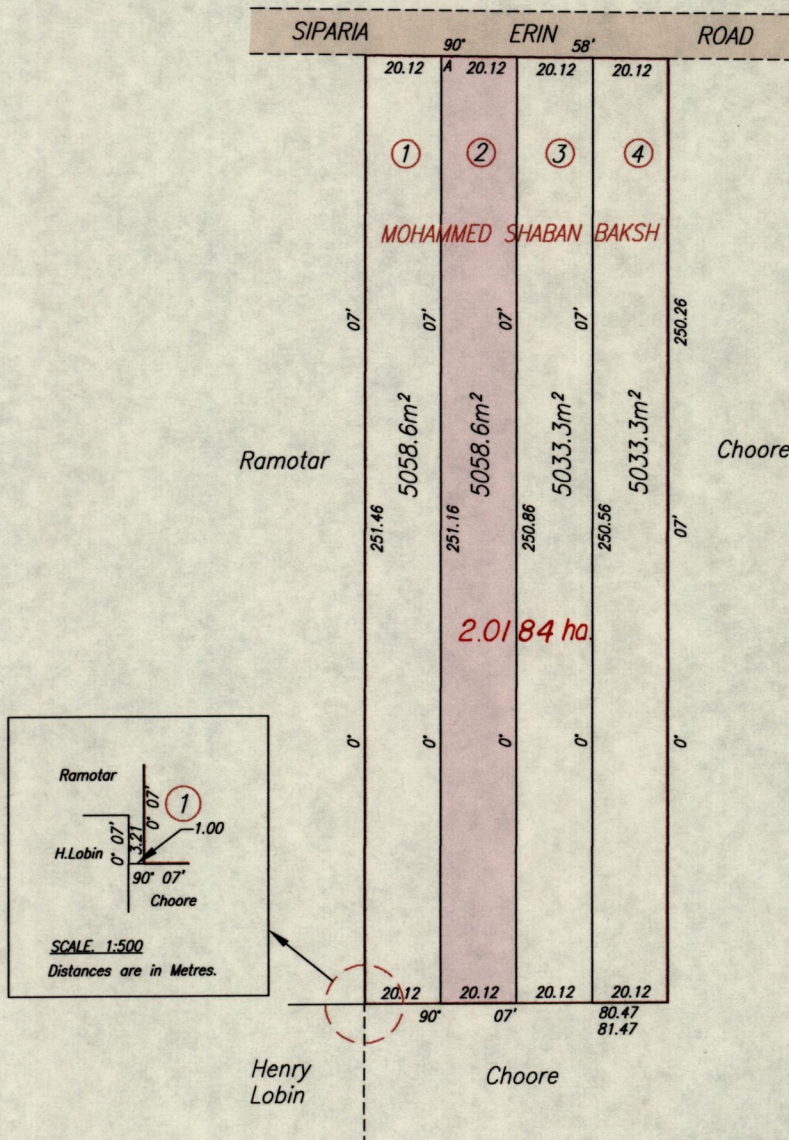 SIPARIA ERIN ROAD
90° 58'
20.12 A 20.12 20.12 20.12
1 2 3 4
MOHAMMED SHABAN BAKSH
07' 07' 07' 07' 250.26
5058.6m² 5058.6m² 5033.3m² 5033.3m²
Ramotar
Choore
251.46 251.16 250.86 250.56 07'
2.0184 ha.
0° 0° 0° 0° 0°
Ramotar
1
0° 07'
H.Lobin
0° 07'
3.21
1.00
90° 07'
Choore
SCALE. 1:500
Distances are in Metres.
20.12 20.12 20.12 20.12
90° 07' 80.47
81.47
Henry
Lobin
Choore